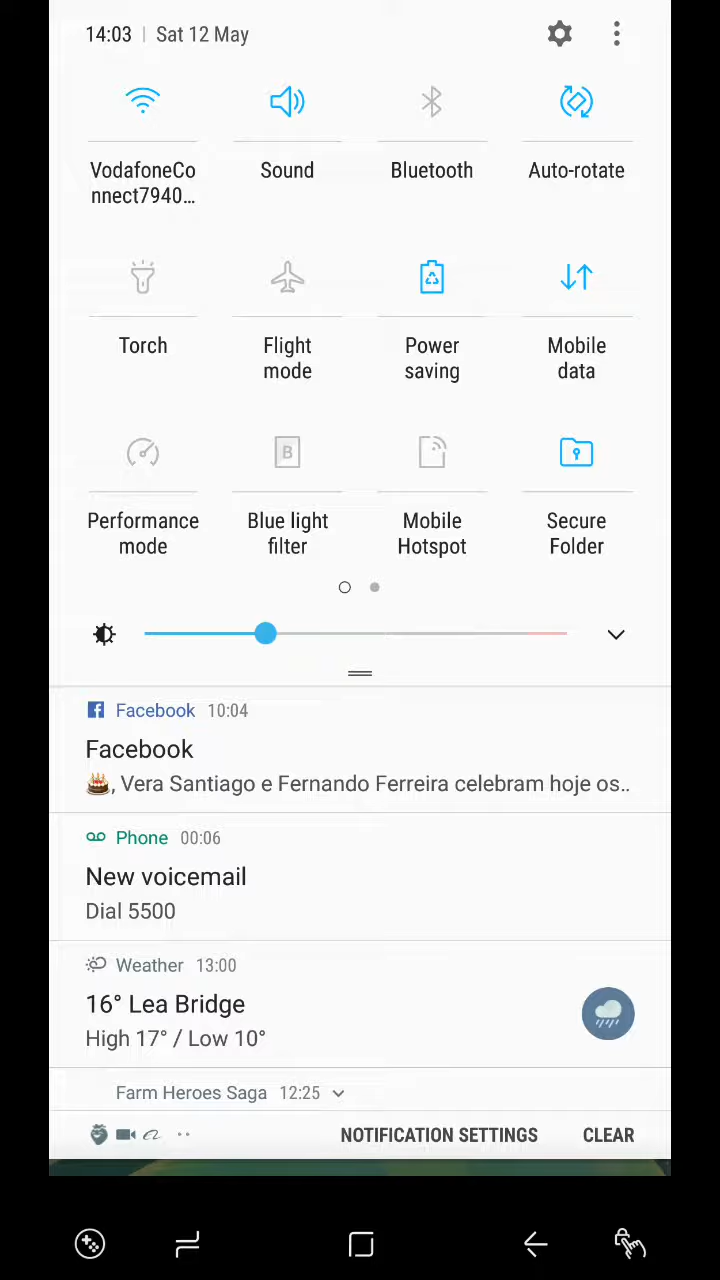 14:03 | Sat 12 May
VodafoneCo
nnect7940...
Sound
Bluetooth
Auto-rotate
Torch
Flight
mode
Power
saving
Mobile
data
Performance
mode
B
Blue light
filter
Mobile
Hotspot
Secure
Folder
Facebook 10:04
Facebook
🎂, Vera Santiago e Fernando Ferreira celebram hoje os..
Phone 00:06
New voicemail
Dial 5500
Weather 13:00
16° Lea Bridge
High 17° / Low 10°
Farm Heroes Saga 12:25
NOTIFICATION SETTINGS CLEAR